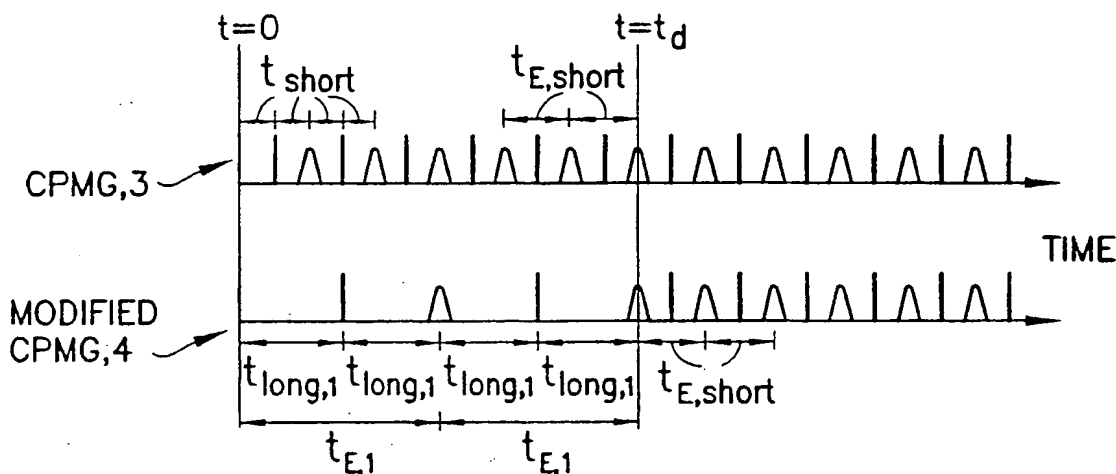 t=0
t=t_d
t_short
t_E,short
CPMG,3
TIME
MODIFIED
CPMG,4
t_long,1 t_long,1 t_long,1 t_long,1
t_E,short
t_E,1 t_E,1